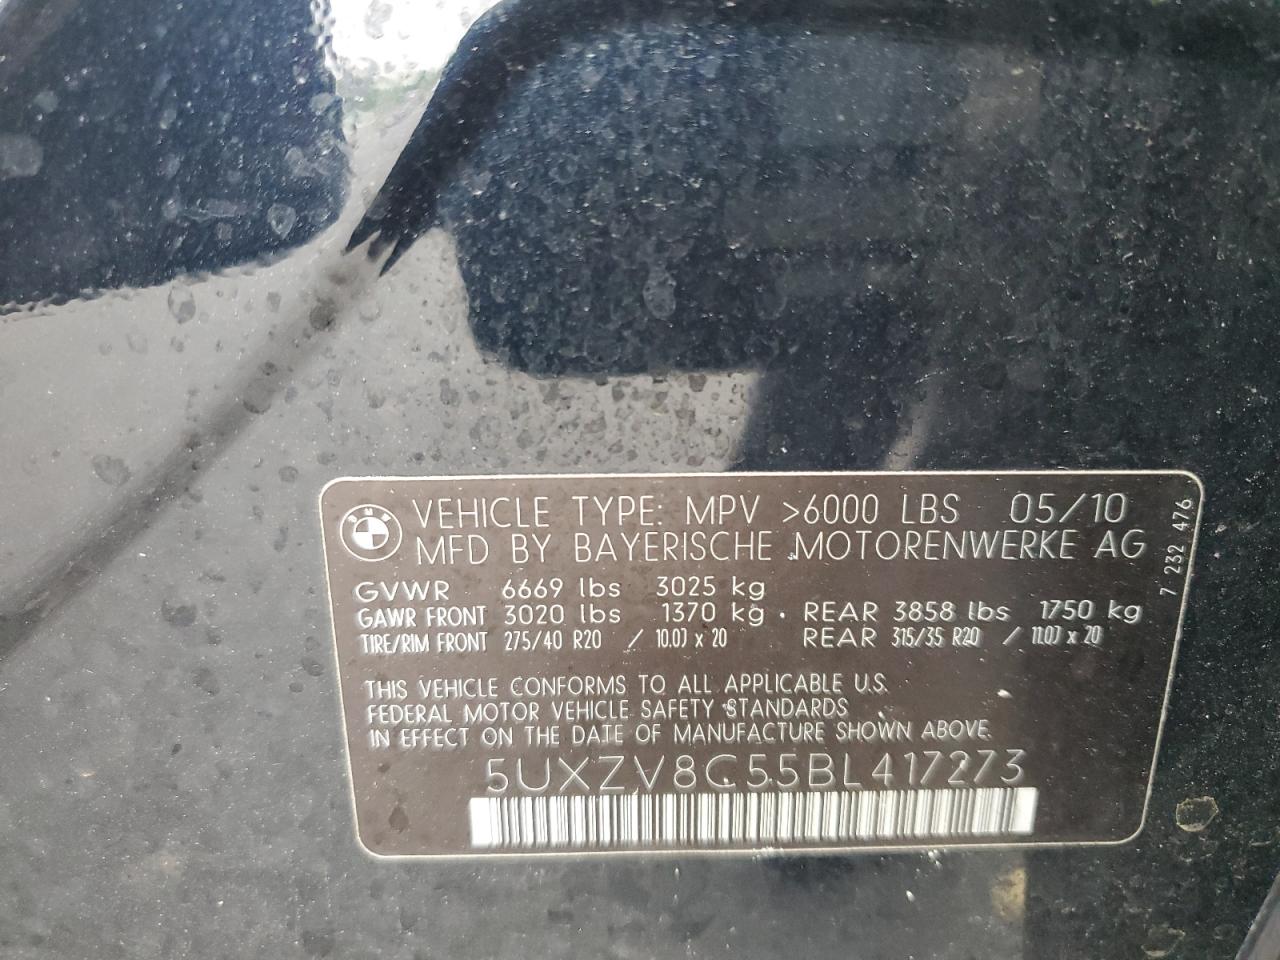 BMW
VEHICLE TYPE: MPV >6000 LBS 05/10
MFD BY BAYERISCHE MOTORENWERKE AG
GVWR 6669 lbs 3025 kg
GAWR FRONT 3020 lbs 1370 kg · REAR 3858 lbs 1750 kg
TIRE/RIM FRONT 275/40 R20 / 10.0J x 20 REAR 315/35 R20 / 11.0J x 20
THIS VEHICLE CONFORMS TO ALL APPLICABLE U.S.
FEDERAL MOTOR VEHICLE SAFETY STANDARDS
IN EFFECT ON THE DATE OF MANUFACTURE SHOWN ABOVE.
5UXZV8C55BL417273
7 232 476